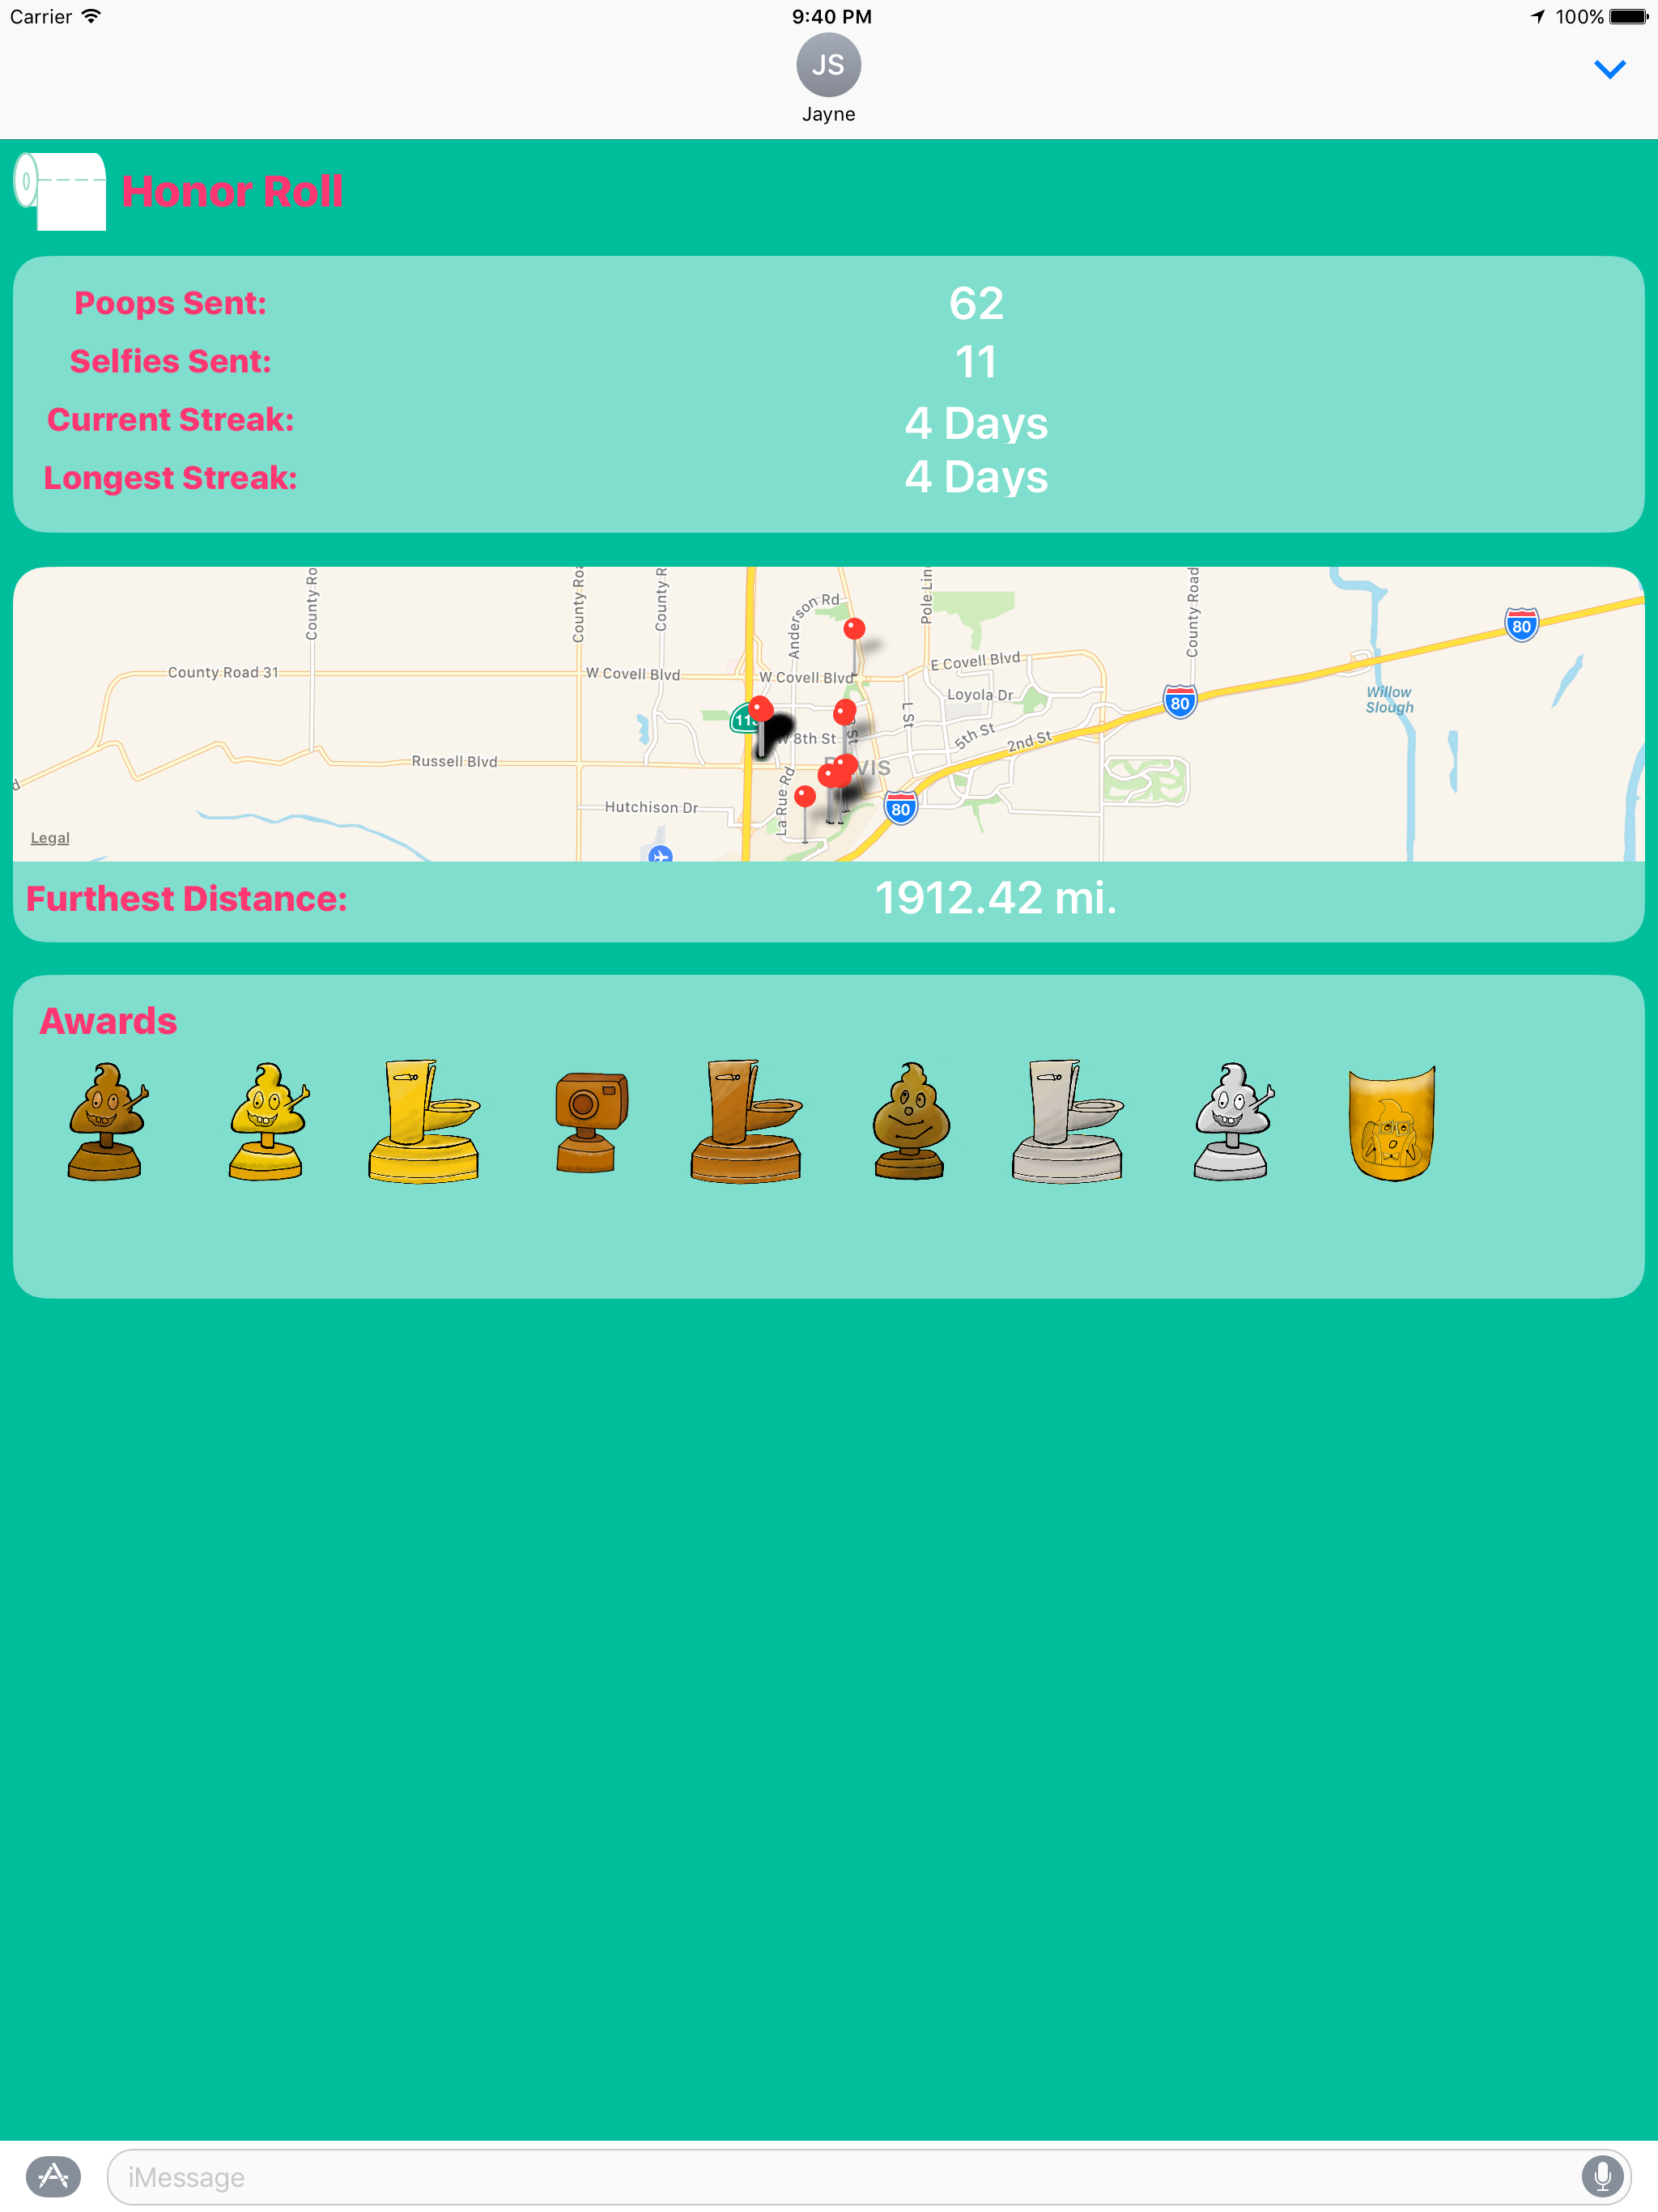 Carrier 9:40 PM 100%
JS
Jayne
Honor Roll
Poops Sent: 62
Selfies Sent: 11
Current Streak: 4 Days
Longest Streak: 4 Days
County Ro
County Roa
County R
Anderson Rd
Pole Lin
County Road
80
County Road 31
W Covell Blvd
W Covell Blvd
E Covell Blvd
Loyola Dr
80
Willow
Slough
L St
W 8th St
St
5th St
2nd St
Russell Blvd
VIS
La Rue Rd
Hutchison Dr
80
Legal
Furthest Distance: 1912.42 mi.
Awards
iMessage